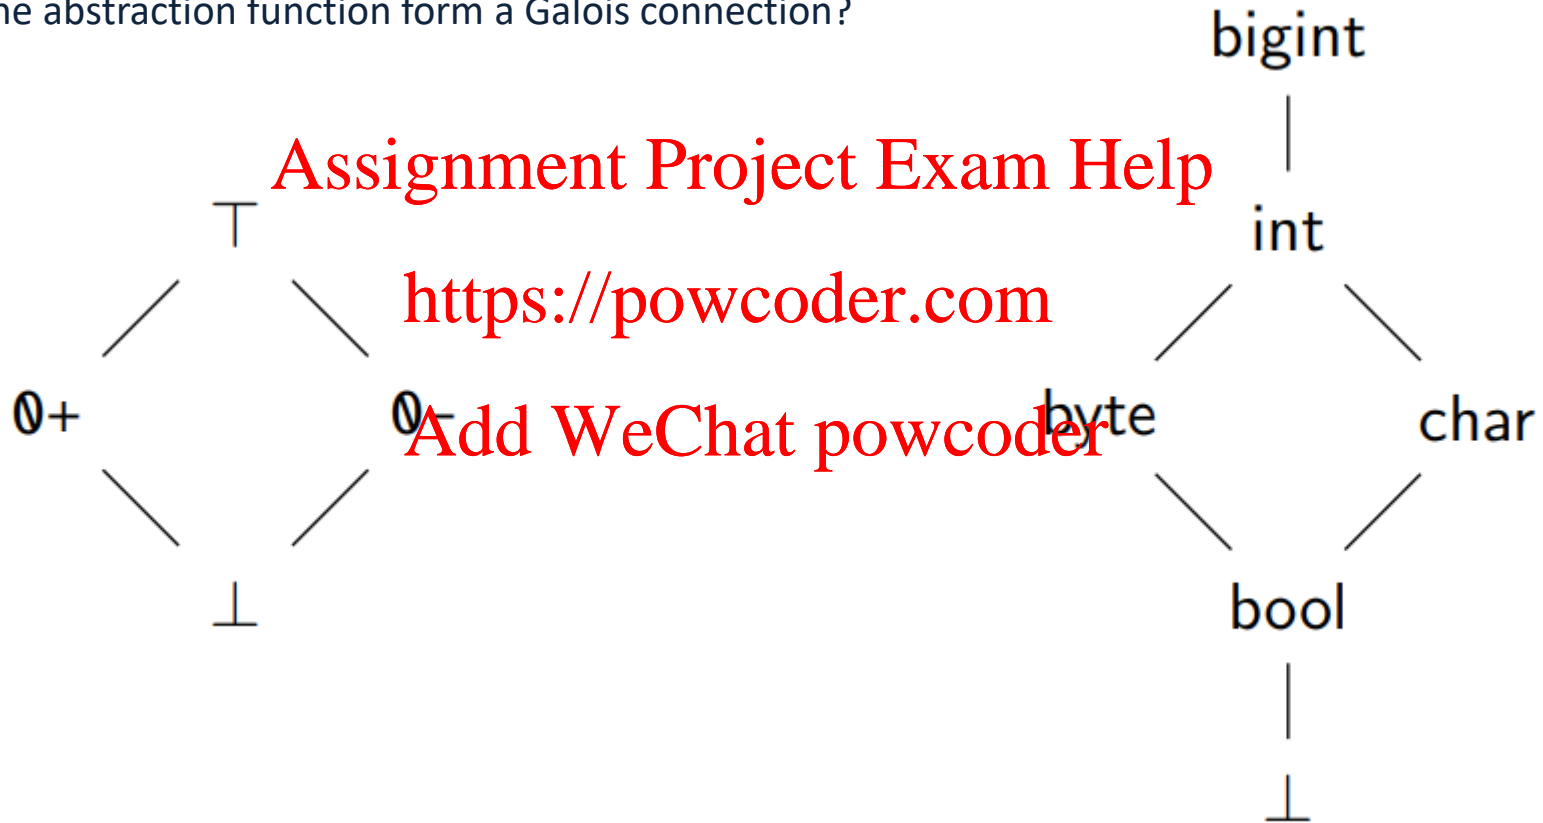 he abstraction function form a Galois connection?
bigint
Assignment Project Exam Help
⊤
int
https://powcoder.com
0+
0-
byte
char
Add WeChat powcoder
⊥
bool
⊥